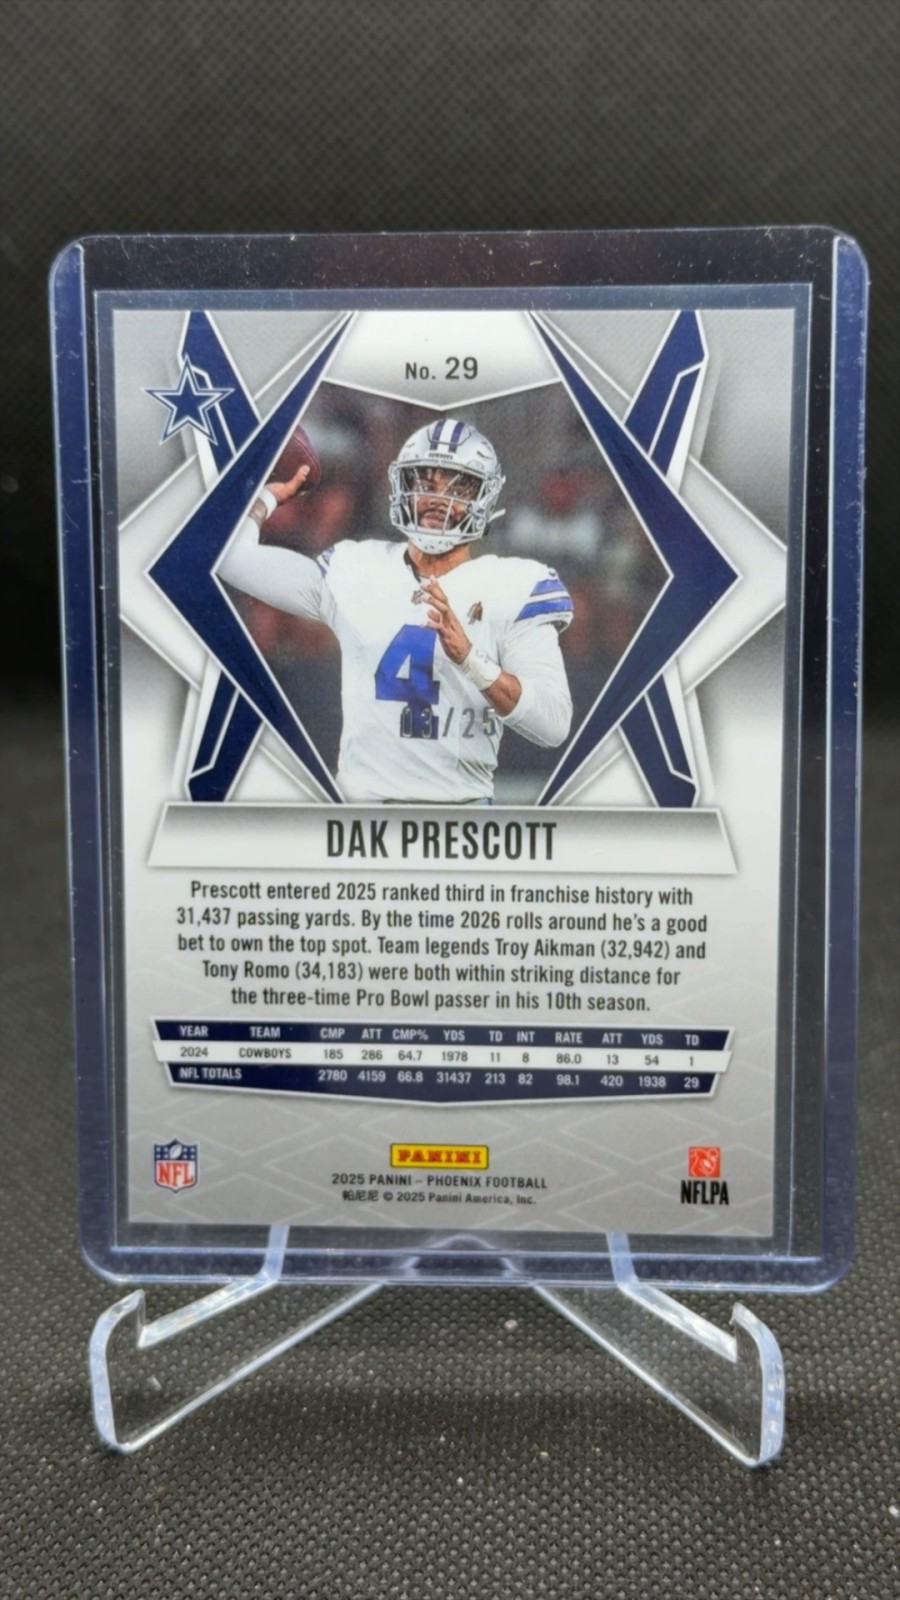 No. 29
4
03/25
DAK PRESCOTT
Prescott entered 2025 ranked third in franchise history with
31,437 passing yards. By the time 2026 rolls around he's a good
bet to own the top spot. Team legends Troy Aikman (32,942) and
Tony Romo (34,183) were both within striking distance for
the three-time Pro Bowl passer in his 10th season.
YEAR TEAM CMP ATT CMP% YDS TD INT RATE ATT YDS TD
2024 COWBOYS 185 286 64.7 1978 11 8 86.0 13 54 1
NFL TOTALS 2780 4159 66.8 31437 213 82 98.1 420 1938 29
NFL
PANINI
2025 PANINI – PHOENIX FOOTBALL
帕尼尼 © 2025 Panini America, Inc.
NFLPA